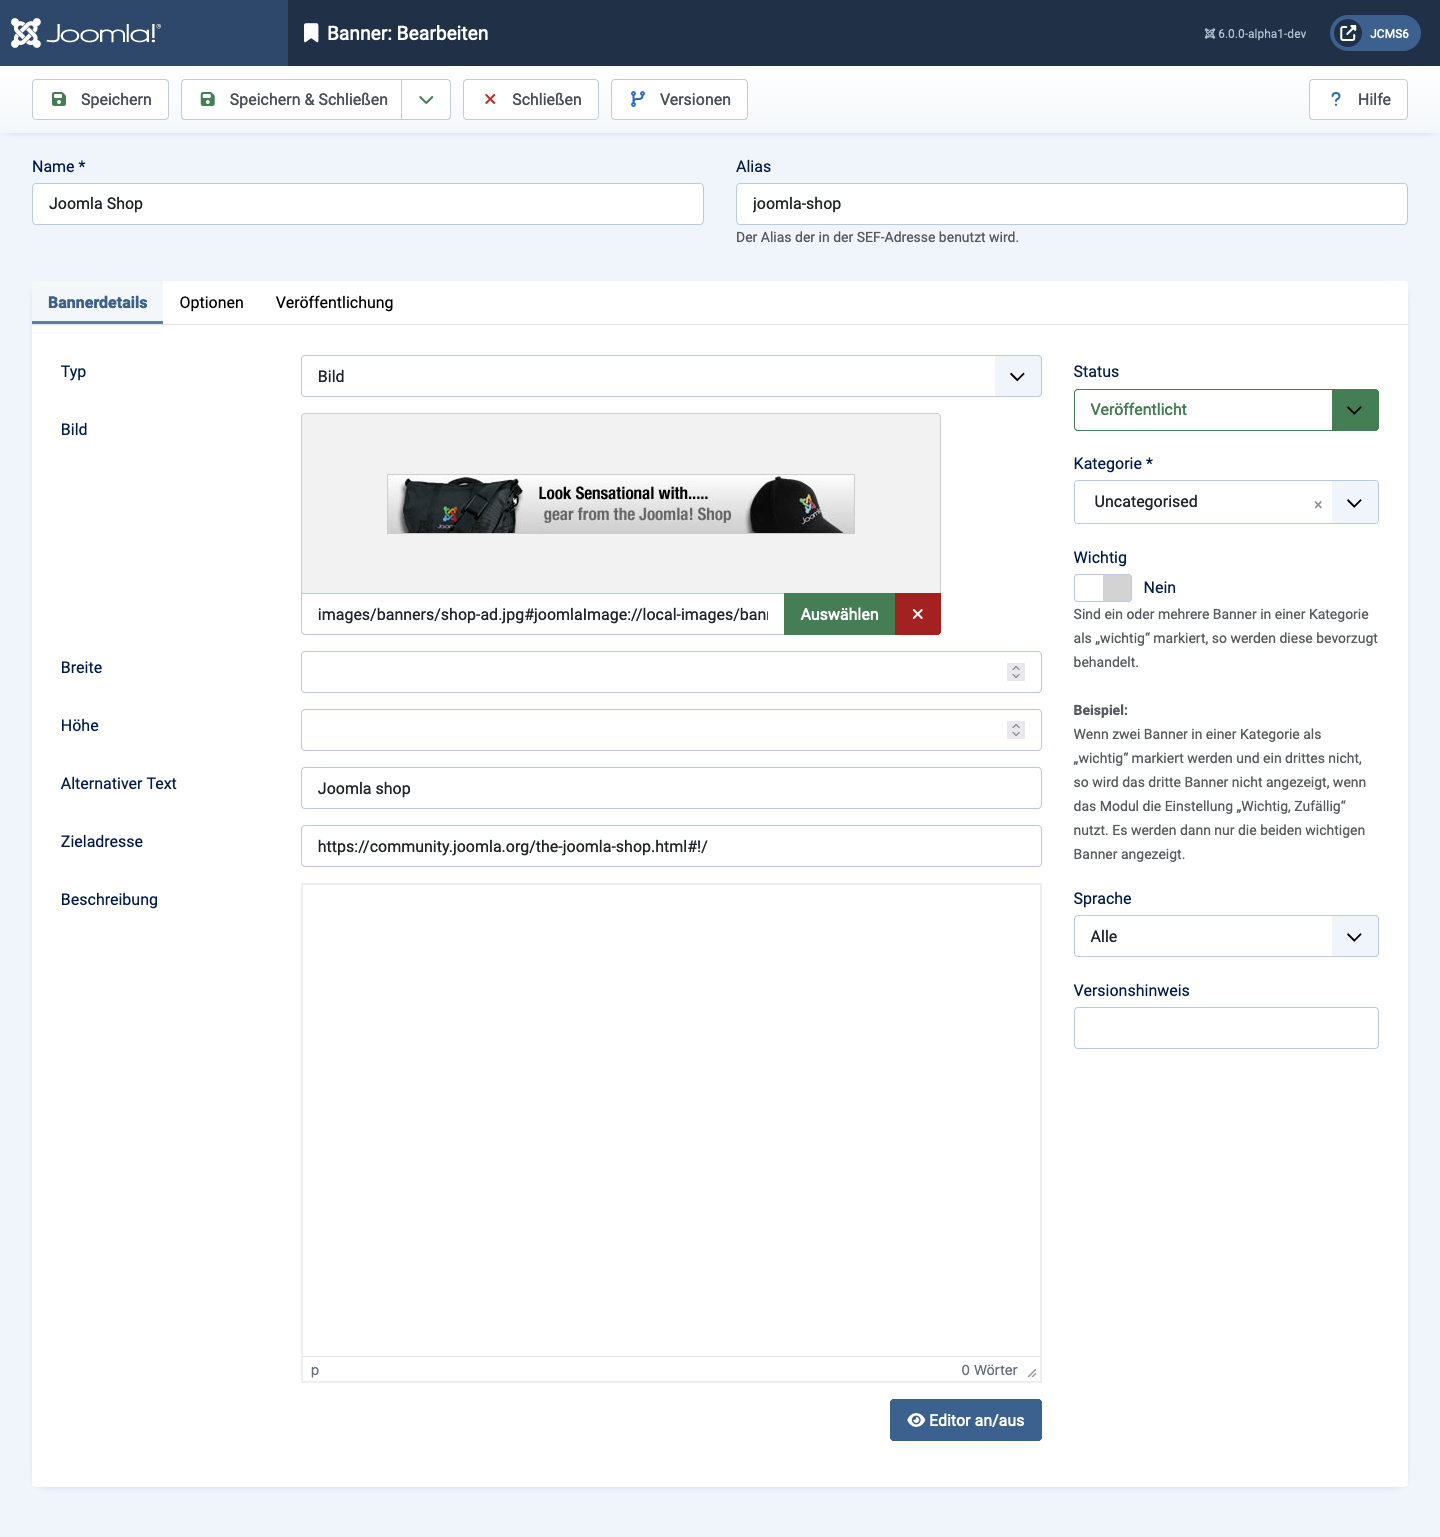 Joomla!®
Banner: Bearbeiten
6.0.0-alpha1-dev
JCMS6
Speichern
Speichern & Schließen
Schließen
Versionen
? Hilfe
Name *
Joomla Shop
Alias
joomla-shop
Der Alias der in der SEF-Adresse benutzt wird.
Bannerdetails
Optionen
Veröffentlichung
Typ
Bild
Bild
Look Sensational with.....
gear from the Joomla! Shop
images/banners/shop-ad.jpg#joomlaImage://local-images/ban
Auswählen
Breite
Höhe
Alternativer Text
Joomla shop
Zieladresse
https://community.joomla.org/the-joomla-shop.html#!/
Beschreibung
p
0 Wörter
Editor an/aus
Status
Veröffentlicht
Kategorie *
Uncategorised
×
Wichtig
Nein
Sind ein oder mehrere Banner in einer Kategorie
als „wichtig“ markiert, so werden diese bevorzugt
behandelt.
Beispiel:
Wenn zwei Banner in einer Kategorie als
„wichtig“ markiert werden und ein drittes nicht,
so wird das dritte Banner nicht angezeigt, wenn
das Modul die Einstellung „Wichtig, Zufällig“
nutzt. Es werden dann nur die beiden wichtigen
Banner angezeigt.
Sprache
Alle
Versionshinweis